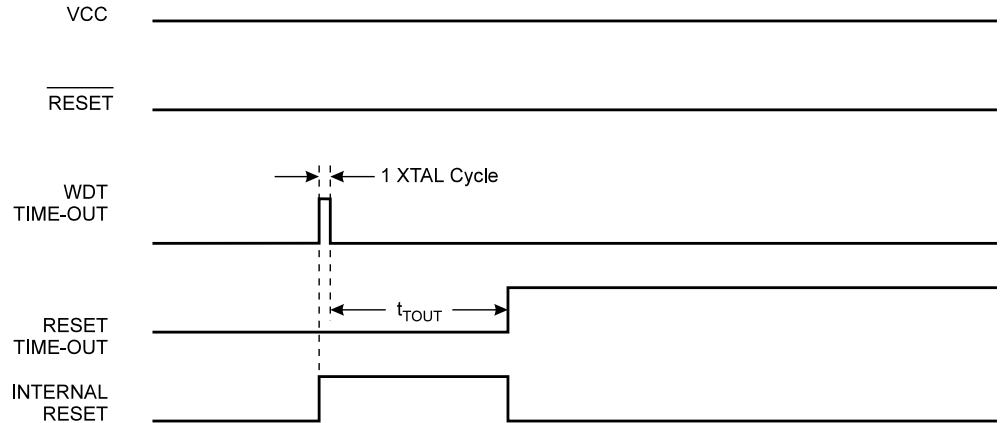 VCC
RESET
1 XTAL Cycle
WDT
TIME-OUT
tTOUT
RESET
TIME-OUT
INTERNAL
RESET